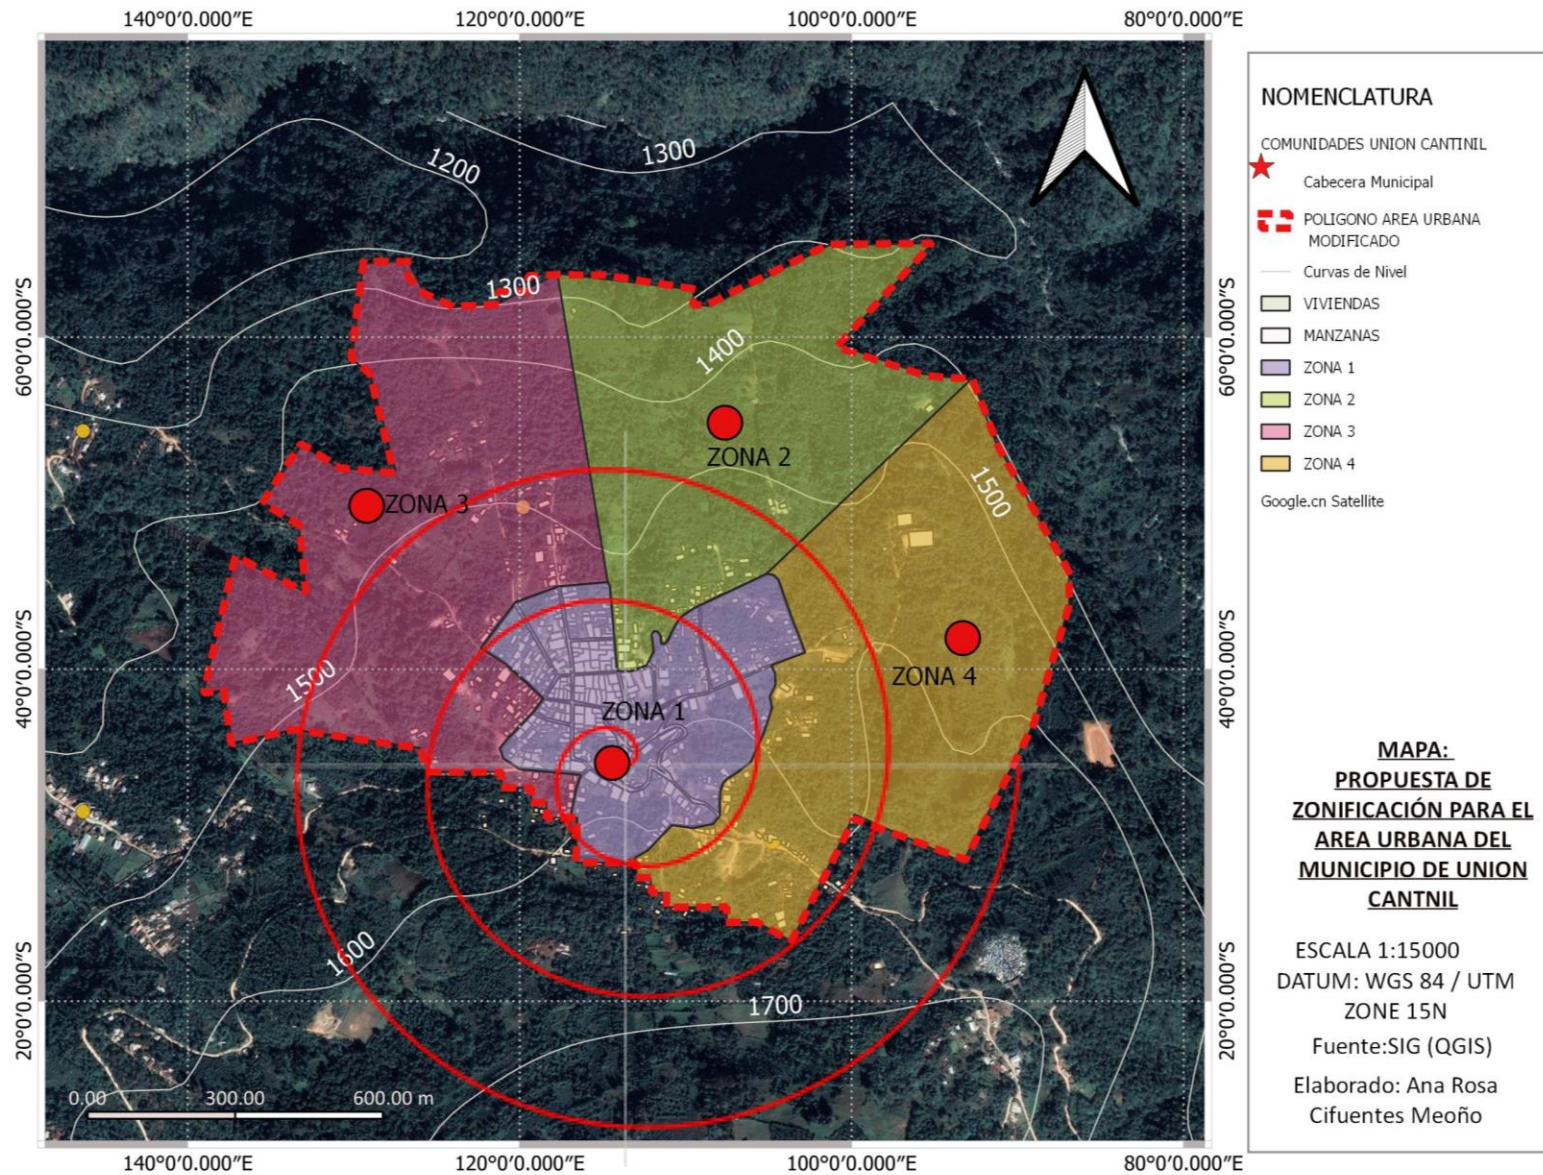 140°0'0.000"E
120°0'0.000"E
100°0'0.000"E
80°0'0.000"E
60°0'0.000"S
40°0'0.000"S
20°0'0.000"S
60°0'0.000"S
40°0'0.000"S
20°0'0.000"S
1200
1300
1300
1400
ZONA 2
1500
ZONA 3
ZONA 4
1500
ZONA 1
1600
1700
0.00 300.00 600.00 m
140°0'0.000"E
120°0'0.000"E
100°0'0.000"E
80°0'0.000"E
NOMENCLATURA
COMUNIDADES UNION CANTINIL
Cabecera Municipal
POLIGONO AREA URBANA
MODIFICADO
Curvas de Nivel
VIVIENDAS
MANZANAS
ZONA 1
ZONA 2
ZONA 3
ZONA 4
Google.cn Satellite
MAPA:
PROPUESTA DE
ZONIFICACIÓN PARA EL
AREA URBANA DEL
MUNICIPIO DE UNION
CANTNIL
ESCALA 1:15000
DATUM: WGS 84 / UTM
ZONE 15N
Fuente:SIG (QGIS)
Elaborado: Ana Rosa
Cifuentes Meoño